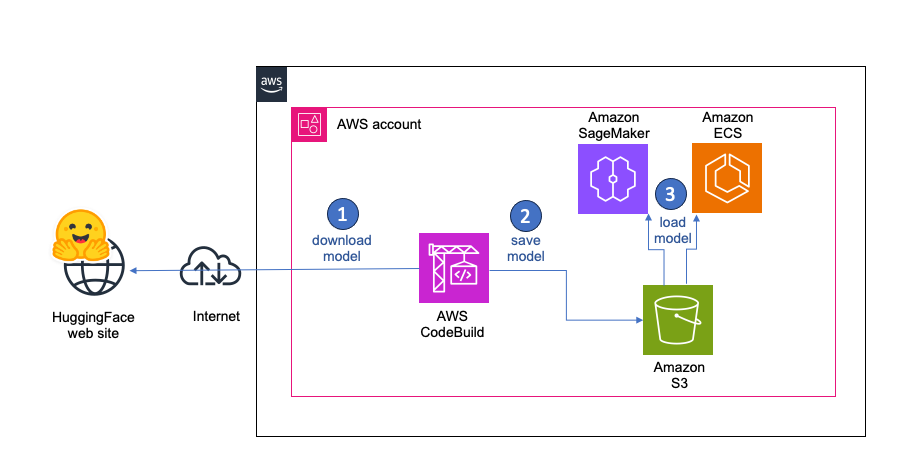 aws
AWS account
Amazon
SageMaker
Amazon
ECS
1
download
model
2
save
model
3
load
model
HuggingFace
web site
Internet
AWS
CodeBuild
Amazon
S3